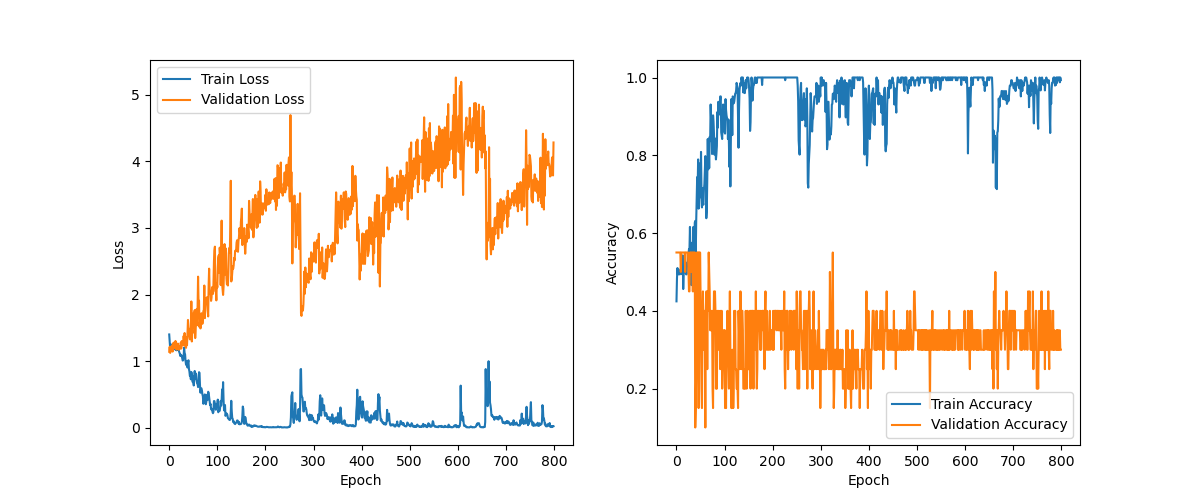 Train Loss
Validation Loss
5
4
3
2
1
0
Loss
0 100 200 300 400 500 600 700 800
Epoch
1.0
0.8
0.6
0.4
0.2
Accuracy
Train Accuracy
Validation Accuracy
0 100 200 300 400 500 600 700 800
Epoch